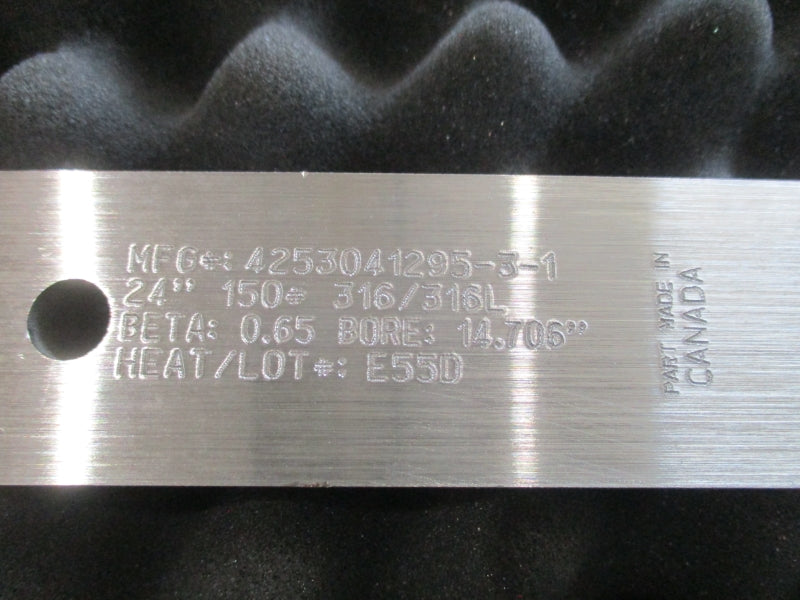 MFG#: 4253041295-3-1
24" 150# 316/316L
BETA: 0.65 BORE: 14.706"
HEAT/LOT#: E55D
PART MADE IN
CANADA